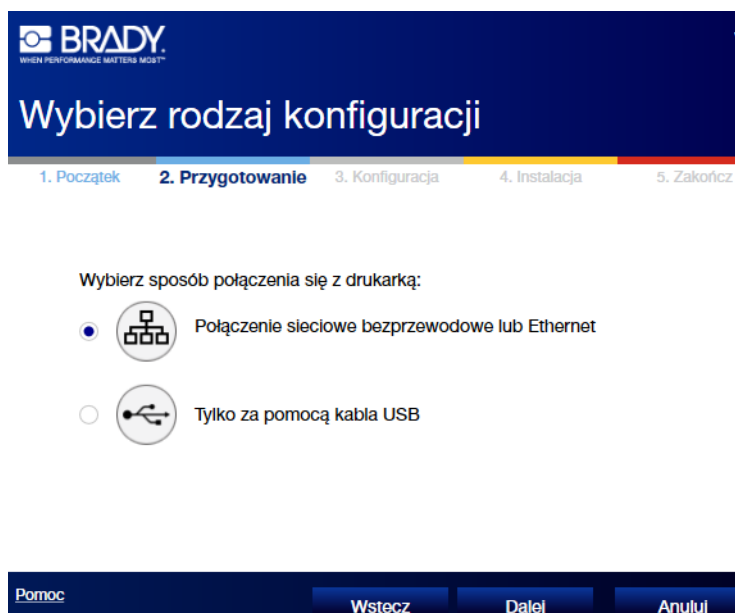 BRADY.
WHEN PERFORMANCE MATTERS MOST™
Wybierz rodzaj konfiguracji
1. Początek 2. Przygotowanie 3. Konfiguracja 4. Instalacja 5. Zakończ
Wybierz sposób połączenia się z drukarką:
Połączenie sieciowe bezprzewodowe lub Ethernet
Tylko za pomocą kabla USB
Pomoc
Wstecz Dalej Anuluj